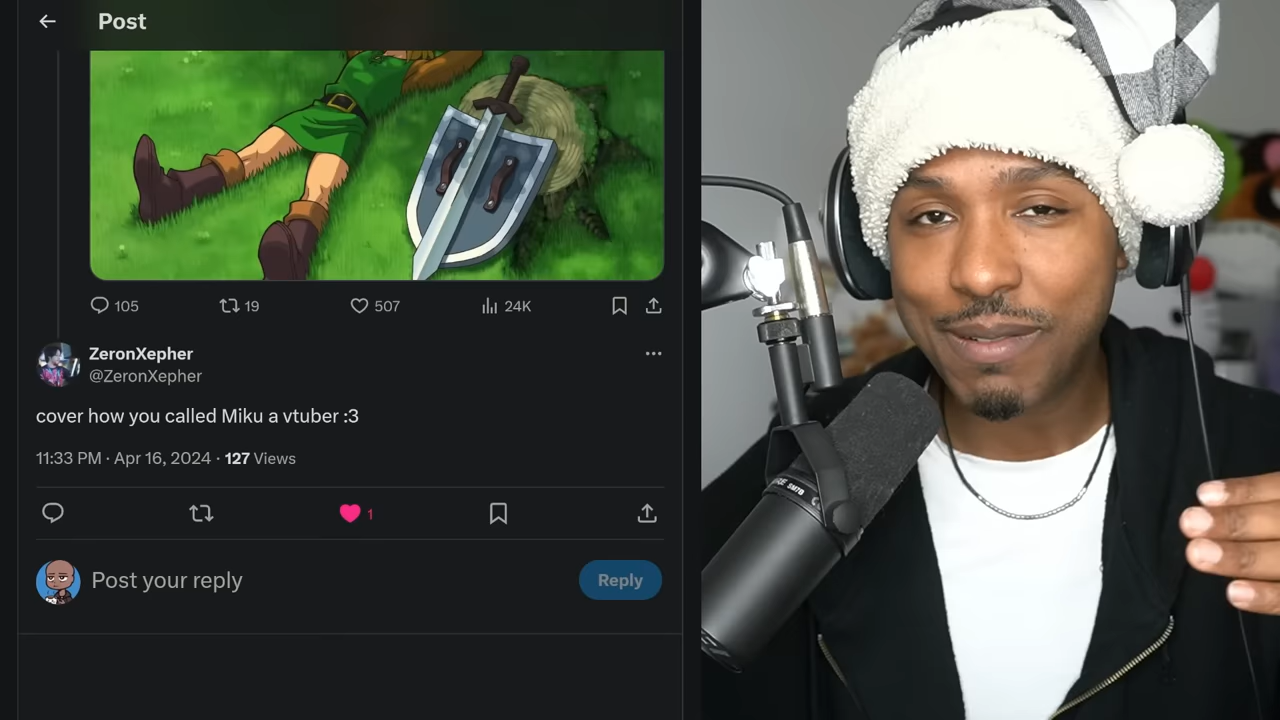 Post
105
19
507
24K
ZeronXepher
@ZeronXepher
cover how you called Miku a vtuber :3
11:33 PM · Apr 16, 2024 · 127 Views
1
Post your reply
Reply
SM7B